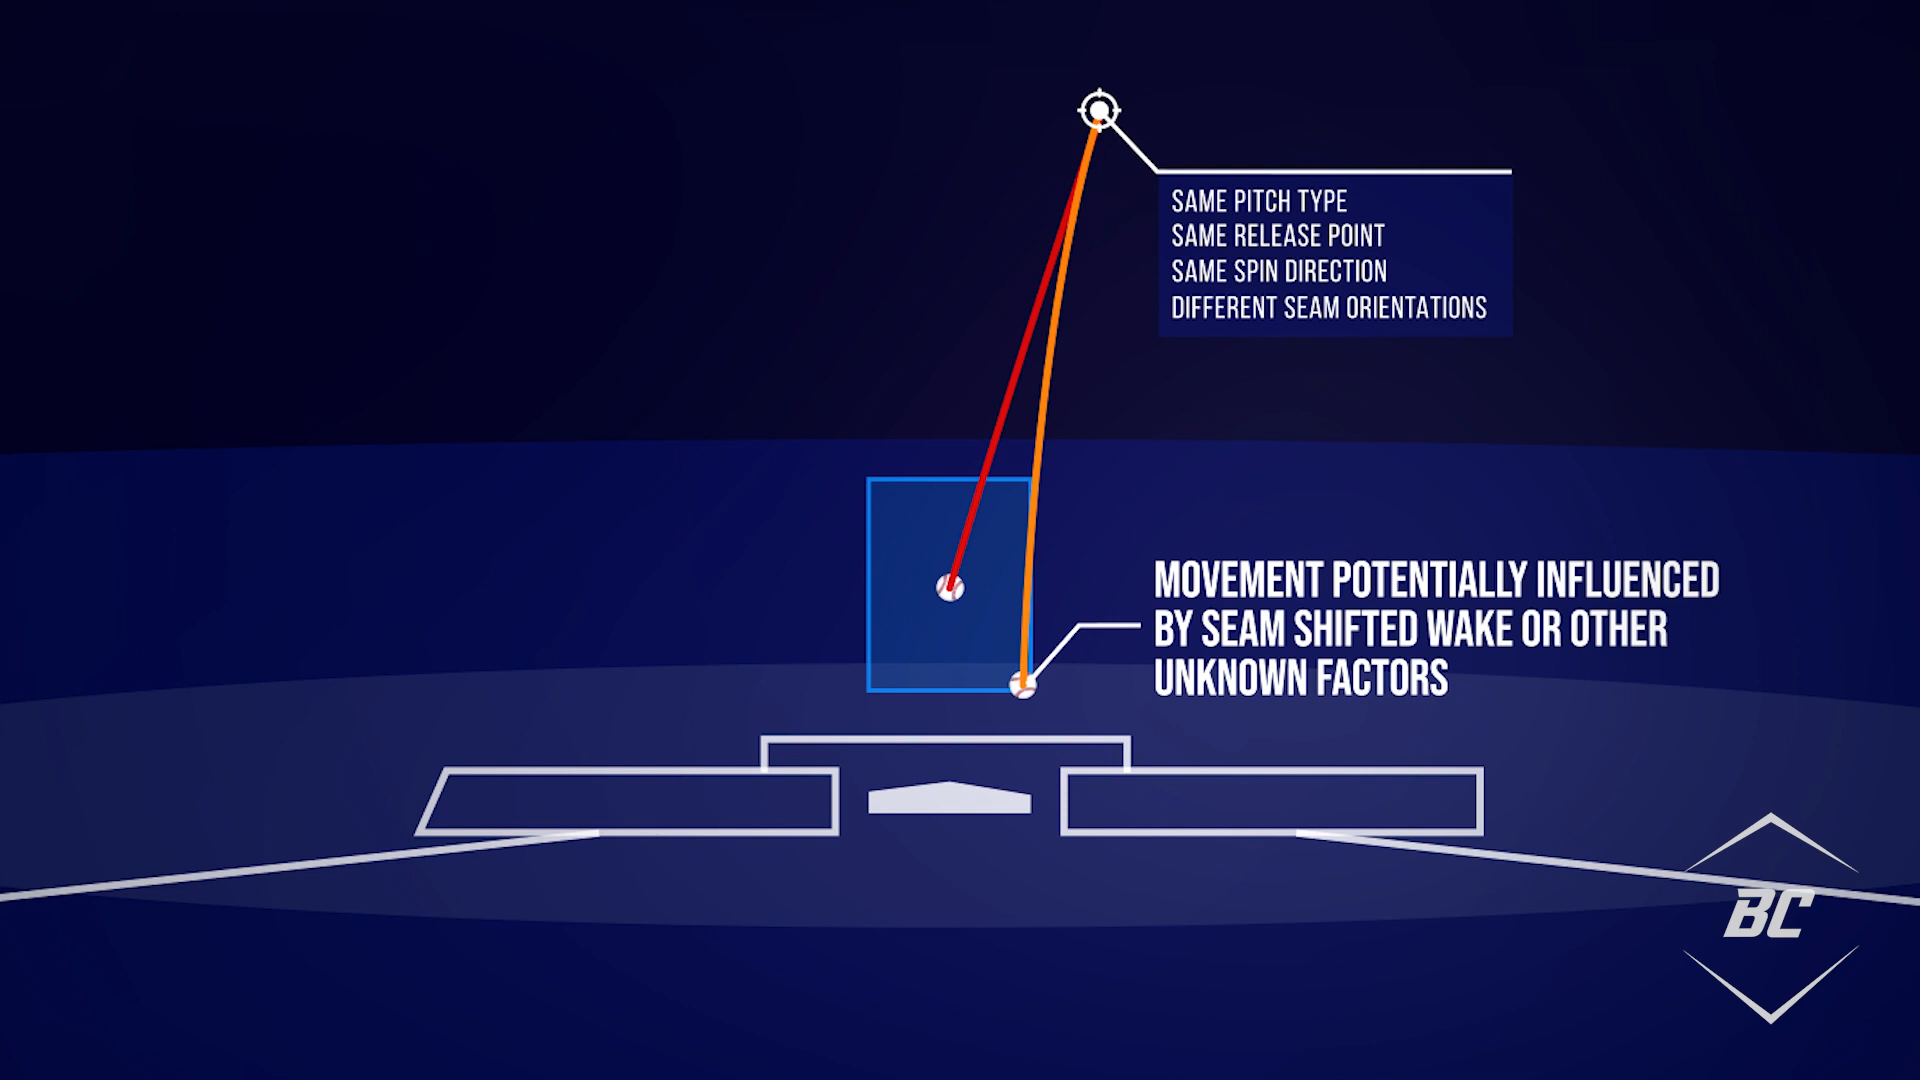 SAME PITCH TYPE
SAME RELEASE POINT
SAME SPIN DIRECTION
DIFFERENT SEAM ORIENTATIONS
MOVEMENT POTENTIALLY INFLUENCED
BY SEAM SHIFTED WAKE OR OTHER
UNKNOWN FACTORS
BC